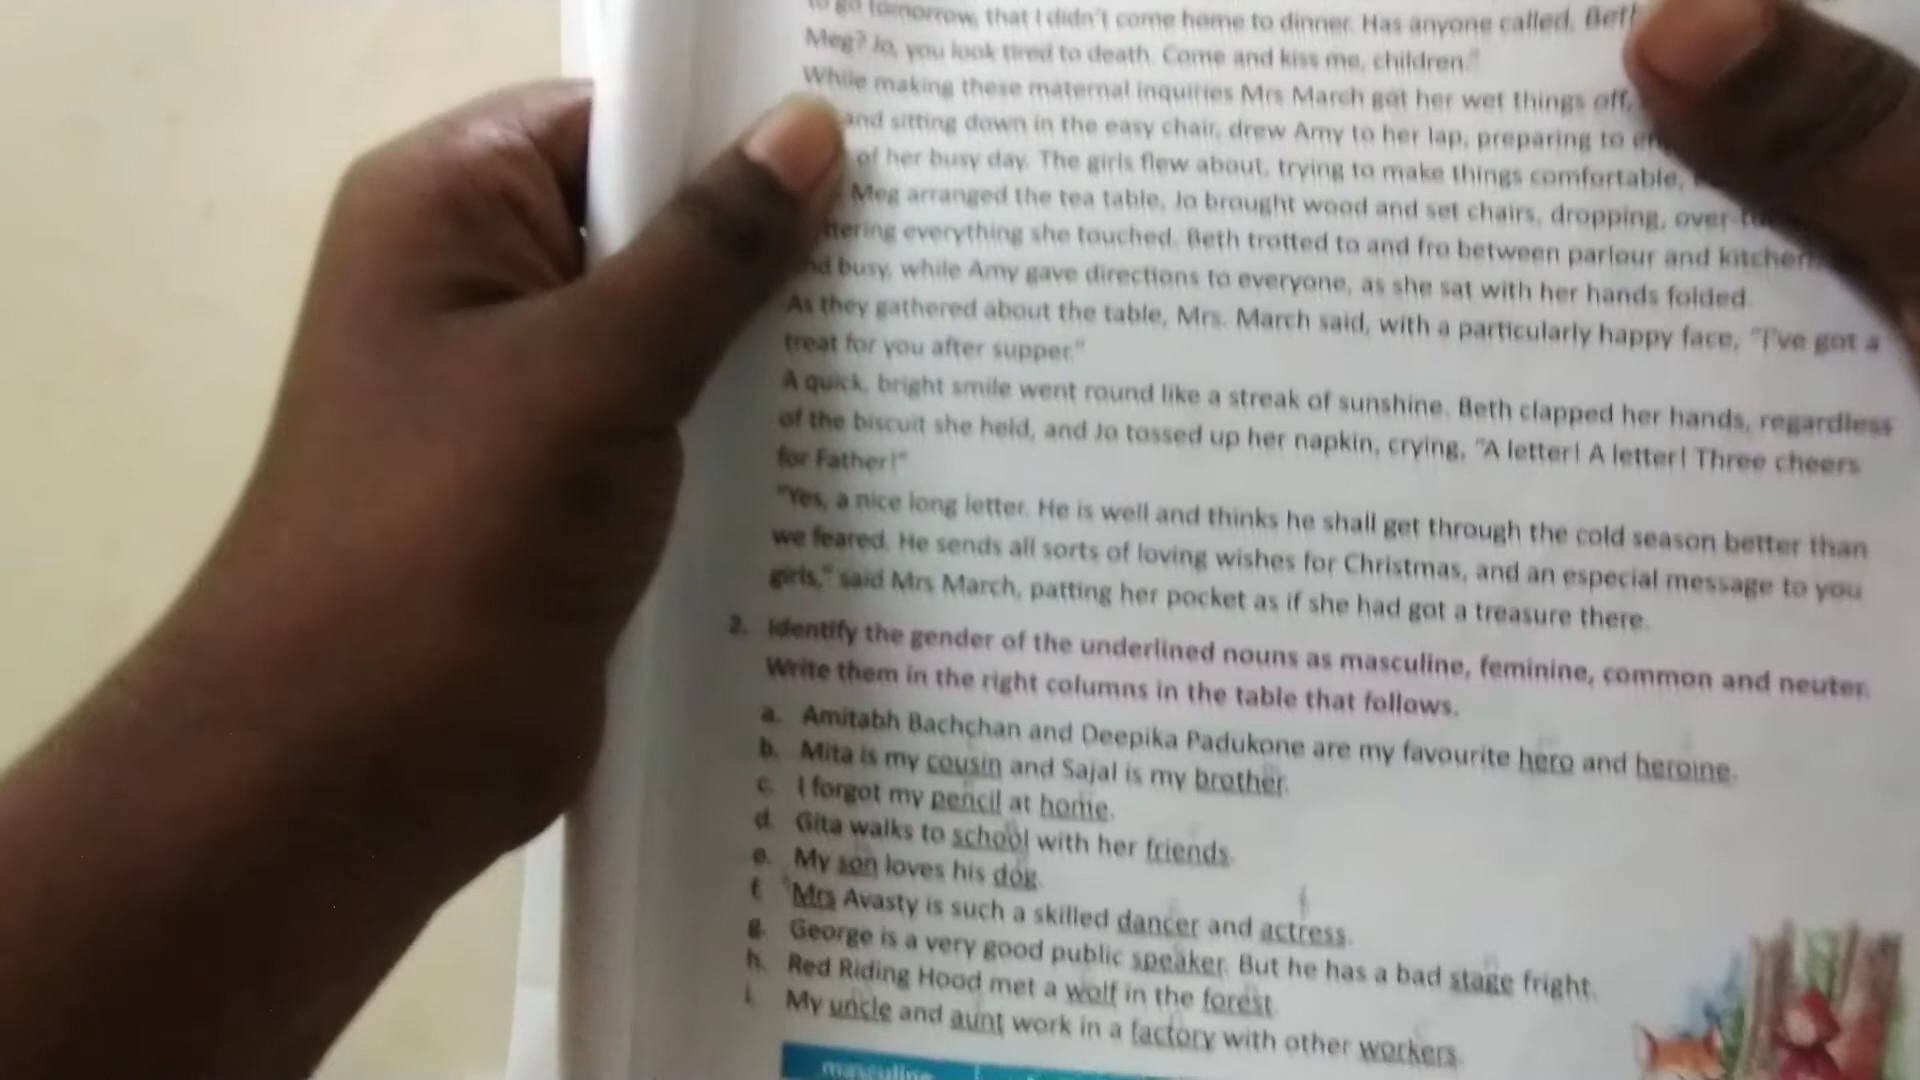 to go tomorrow, that I didn't come home to dinner. Has anyone called, Beth
Meg? Jo, you look tired to death. Come and kiss me, children."
While making these maternal inquiries Mrs March got her wet things off,
and sitting down in the easy chair, drew Amy to her lap, preparing to
of her busy day. The girls flew about, trying to make things comfortable,
Meg arranged the tea table, Jo brought wood and set chairs, dropping, over-
everything she touched. Beth trotted to and fro between parlour and kitchen
busy, while Amy gave directions to everyone, as she sat with her hands folded.
As they gathered about the table, Mrs. March said, with a particularly happy face, "I've got a
treat for you after supper."
A quick, bright smile went round like a streak of sunshine. Beth clapped her hands, regardless
of the biscuit she held, and Jo tossed up her napkin, crying, "A letter! A letter! Three cheers
for Father!"
"Yes, a nice long letter. He is well and thinks he shall get through the cold season better than
we feared. He sends all sorts of loving wishes for Christmas, and an especial message to you
girls," said Mrs March, patting her pocket as if she had got a treasure there.
2. Identify the gender of the underlined nouns as masculine, feminine, common and neuter.
Write them in the right columns in the table that follows.
a. Amitabh Bachchan and Deepika Padukone are my favourite hero and heroine.
b. Mita is my cousin and Sajal is my brother.
c. I forgot my pencil at home.
d. Gita walks to school with her friends.
e. My son loves his dog.
f. Mrs Avasty is such a skilled dancer and actress.
g. George is a very good public speaker. But he has a bad stage fright.
h. Red Riding Hood met a wolf in the forest.
i. My uncle and aunt work in a factory with other workers.
masculine